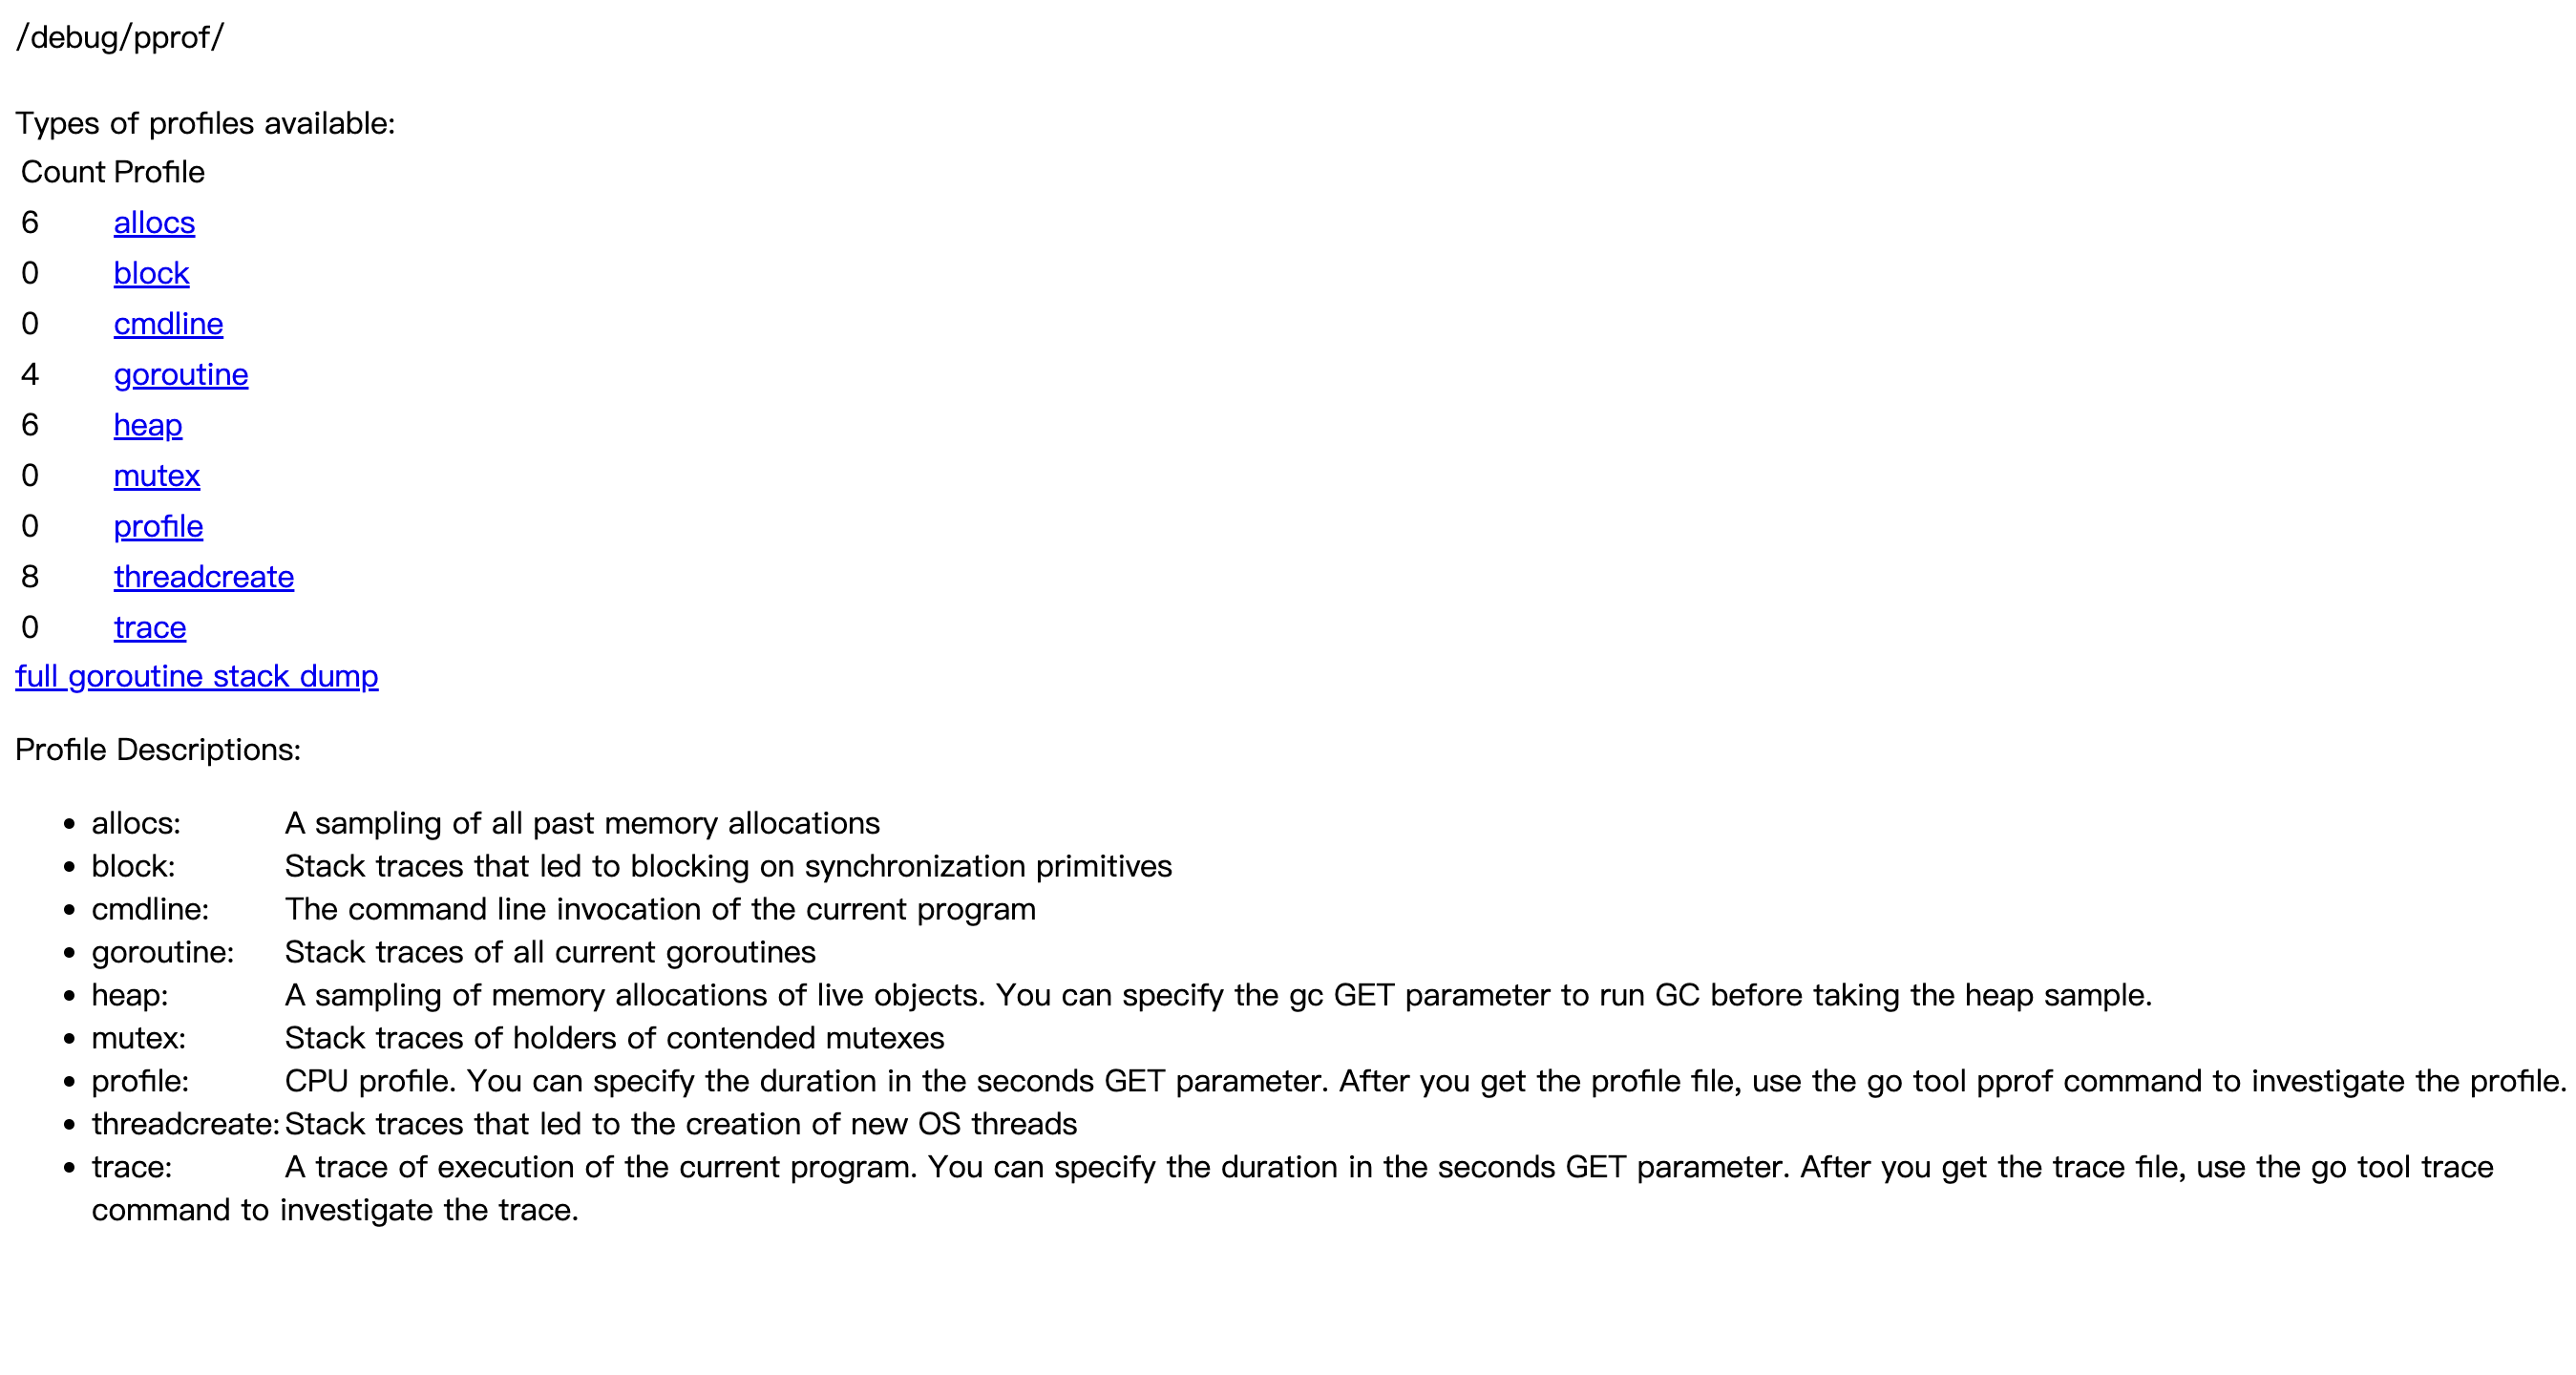 /debug/pprof/
Types of profiles available:
Count Profile
6 allocs
0 block
0 cmdline
4 goroutine
6 heap
0 mutex
0 profile
8 threadcreate
0 trace
full goroutine stack dump
Profile Descriptions:
• allocs: A sampling of all past memory allocations
• block: Stack traces that led to blocking on synchronization primitives
• cmdline: The command line invocation of the current program
• goroutine: Stack traces of all current goroutines
• heap: A sampling of memory allocations of live objects. You can specify the gc GET parameter to run GC before taking the heap sample.
• mutex: Stack traces of holders of contended mutexes
• profile: CPU profile. You can specify the duration in the seconds GET parameter. After you get the profile file, use the go tool pprof command to investigate the profile.
• threadcreate: Stack traces that led to the creation of new OS threads
• trace: A trace of execution of the current program. You can specify the duration in the seconds GET parameter. After you get the trace file, use the go tool trace
command to investigate the trace.